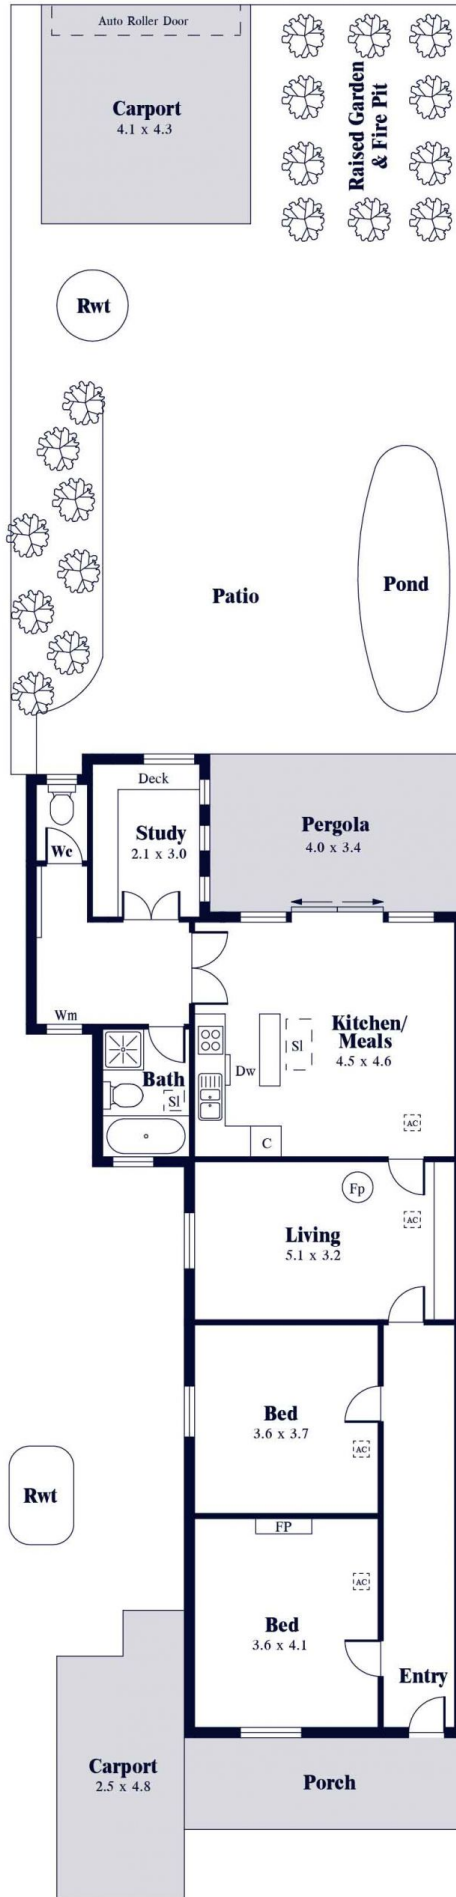 Auto Roller Door
Carport
4.1 x 4.3
Raised Garden
& Fire Pit
Rwt
Patio
Pond
Deck
Study
2.1 x 3.0
Wc
Pergola
4.0 x 3.4
Wm
Kitchen/
Meals
4.5 x 4.6
Sl
Dw
Bath
Sl
C
AC
Fp
AC
Living
5.1 x 3.2
Bed
3.6 x 3.7
AC
Rwt
FP
AC
Bed
3.6 x 4.1
Entry
Carport
2.5 x 4.8
Porch